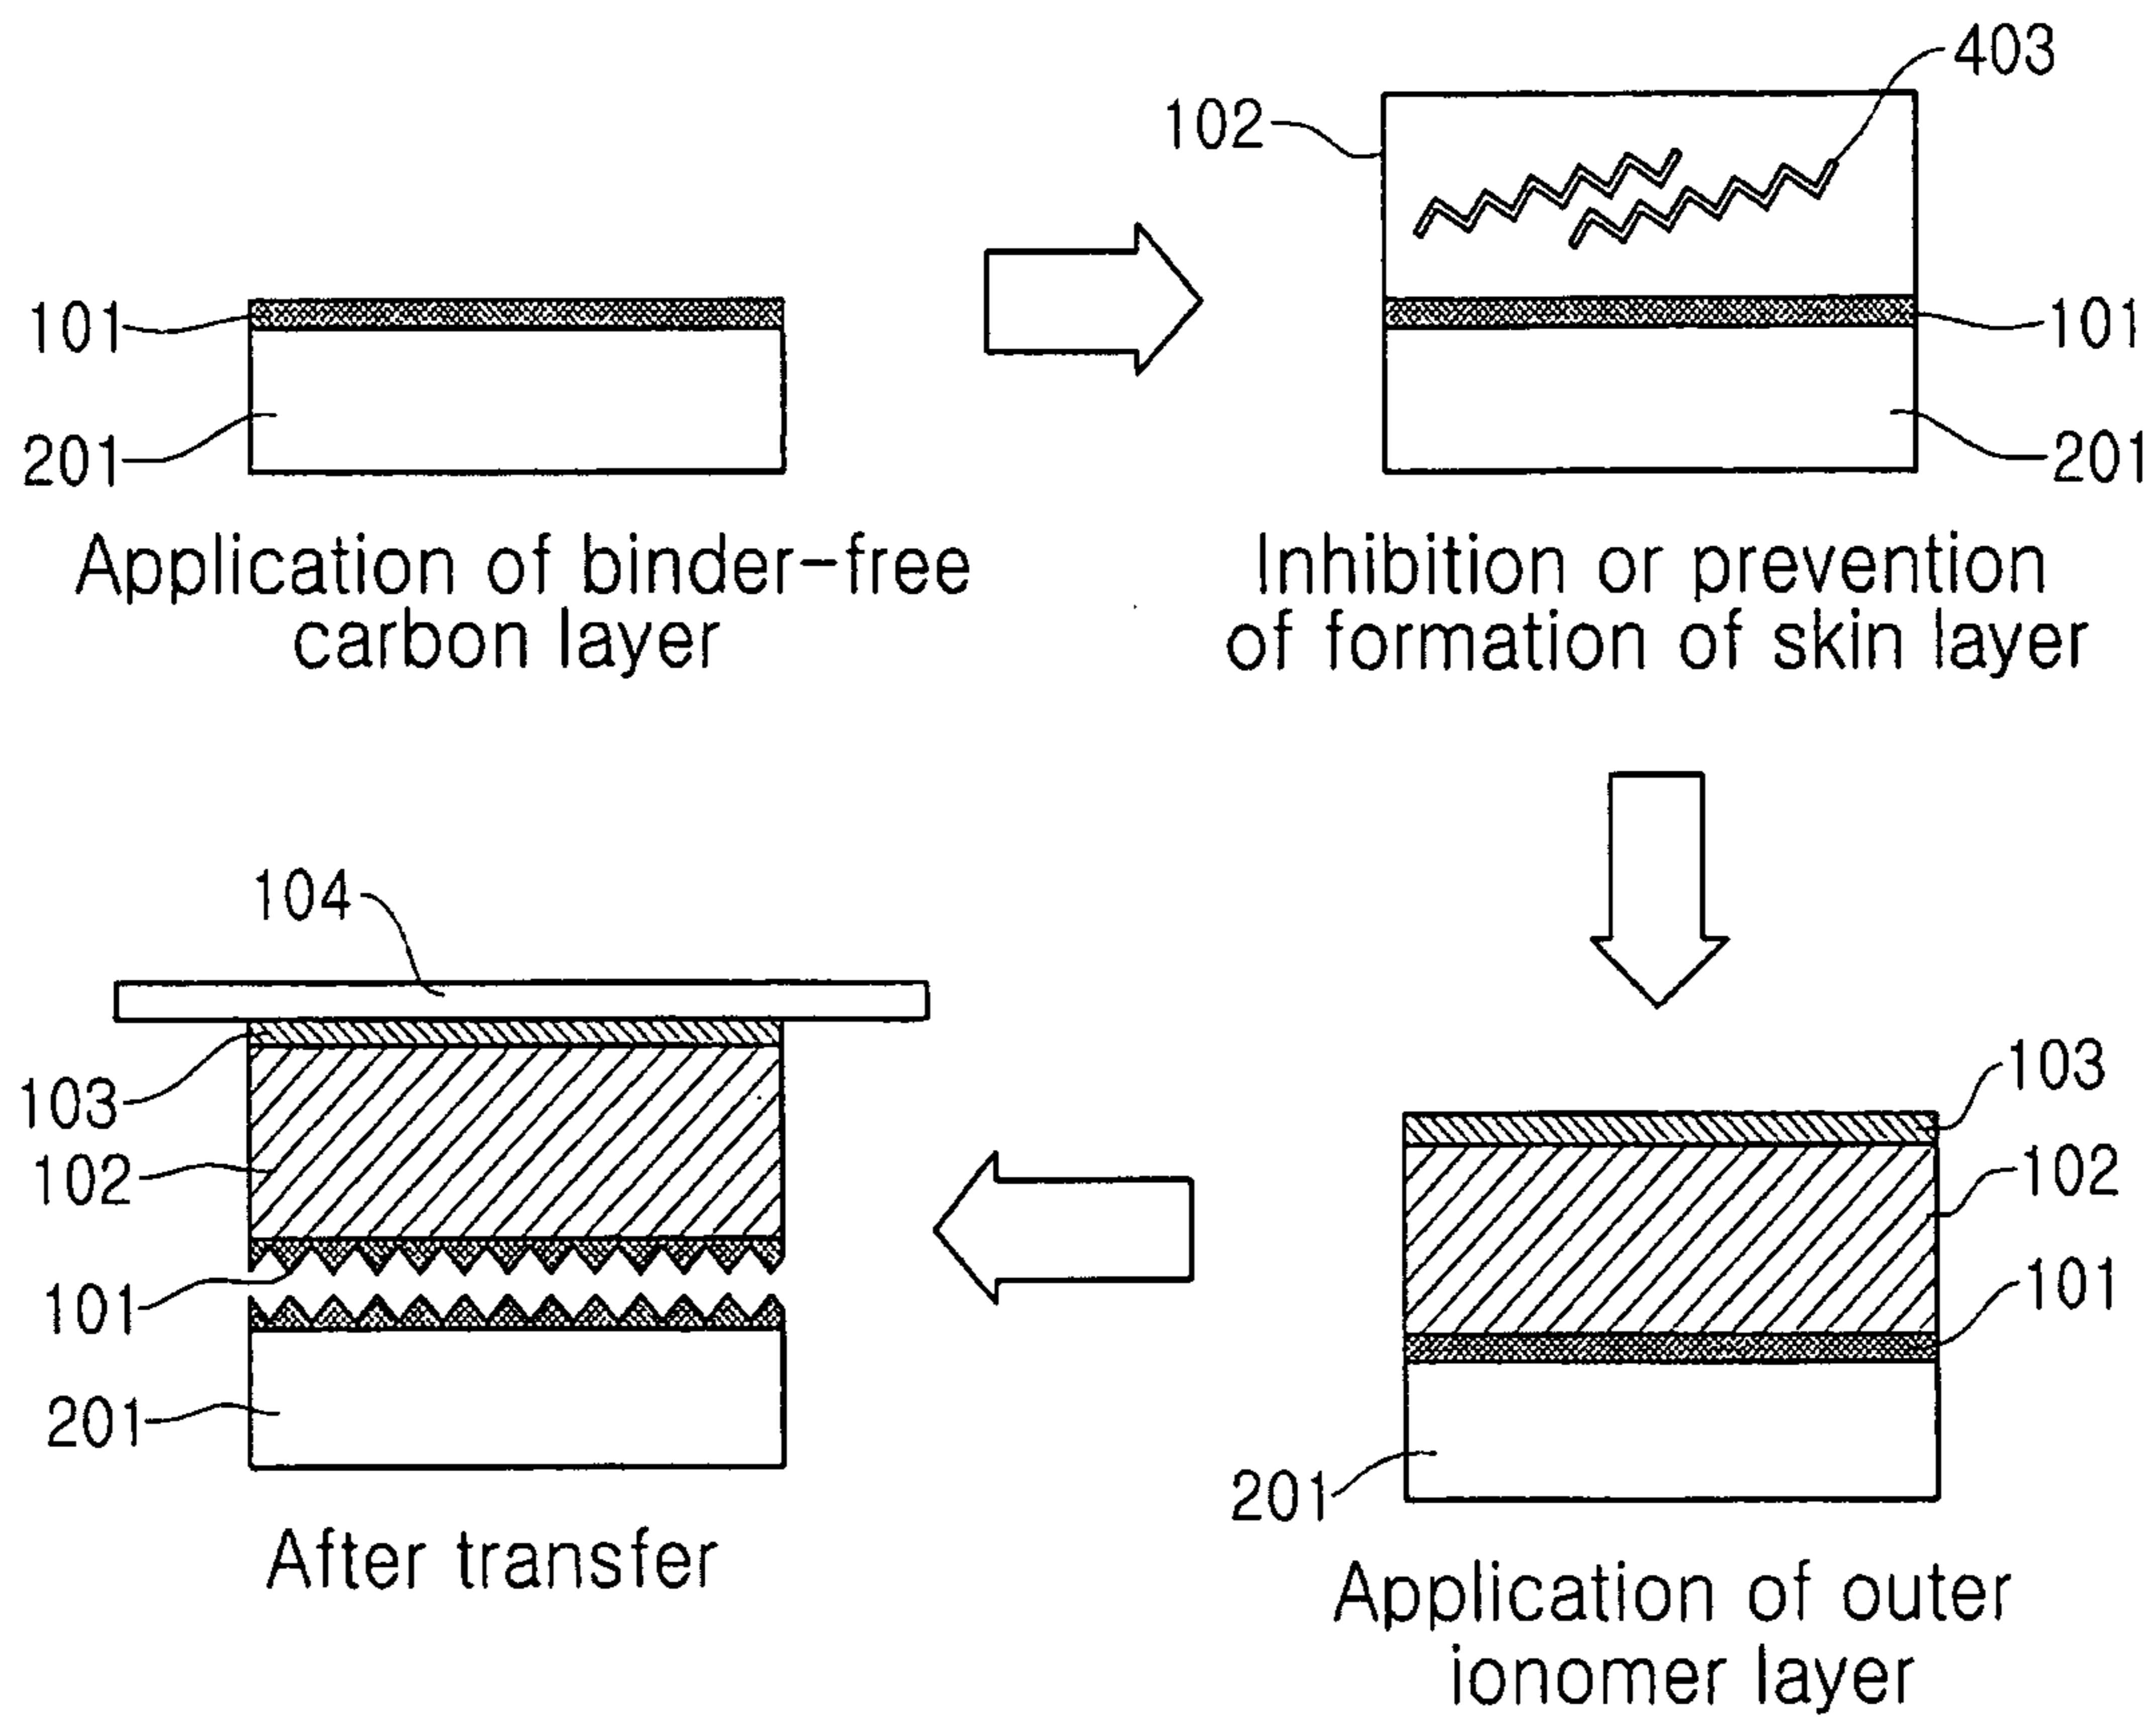 403
102
101
101
201
201
Application of binder-free
carbon layer
Inhibition or prevention
of formation of skin layer
104
103
102
101
201
After transfer
103
102
101
201
Application of outer
ionomer layer